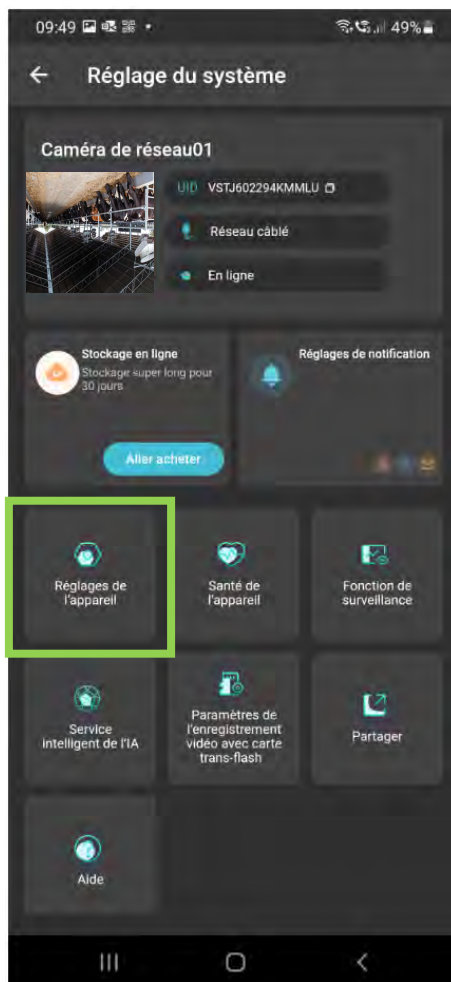 09:49 49%
Réglage du système
Caméra de réseau01
UID VSTJ602294KMMLU
Réseau câblé
En ligne
Stockage en ligne
Stockage super long pour
30 jours
Aller acheter
Réglages de notification
Réglages de
l'appareil
Santé de
l'appareil
Fonction de
surveillance
Service
intelligent de l'IA
Paramètres de
l'enregistrement
vidéo avec carte
trans-flash
Partager
Aide